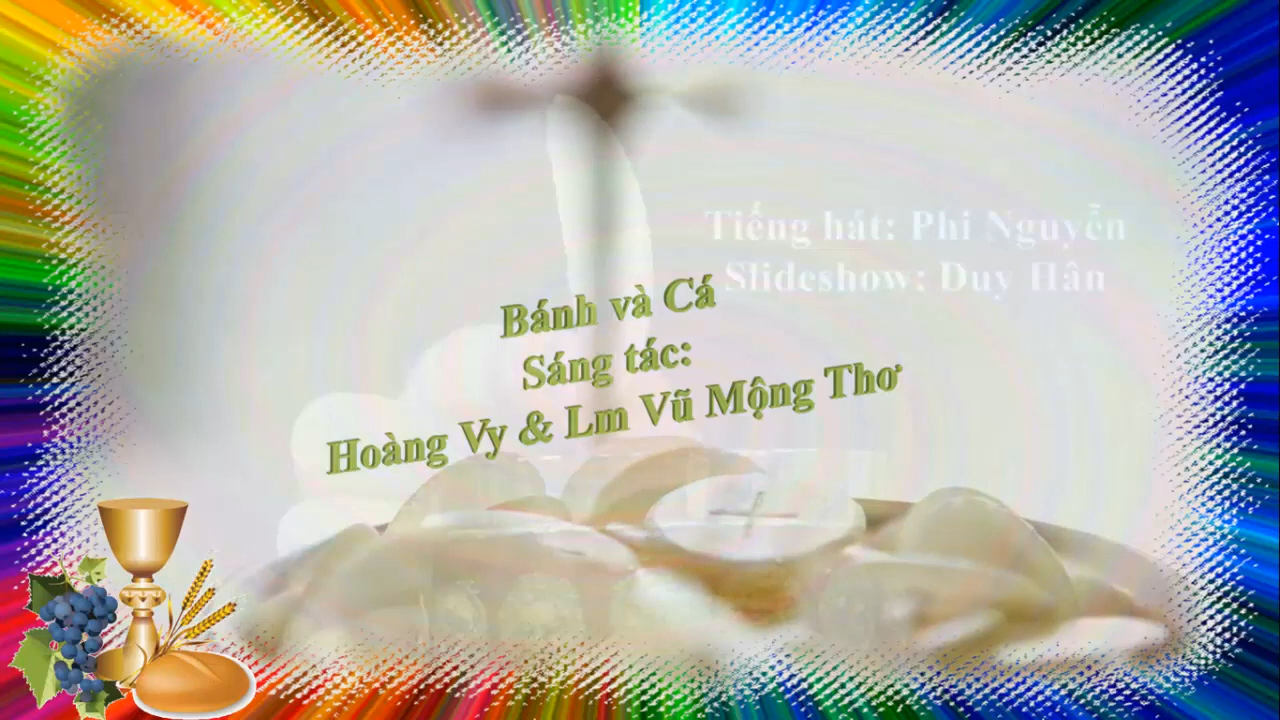 Tiếng hát: Phi Nguyễn
Slideshow: Duy Hân
Bánh và Cá
Sáng tác:
Hoàng Vy & Lm Vũ Mộng Thơ